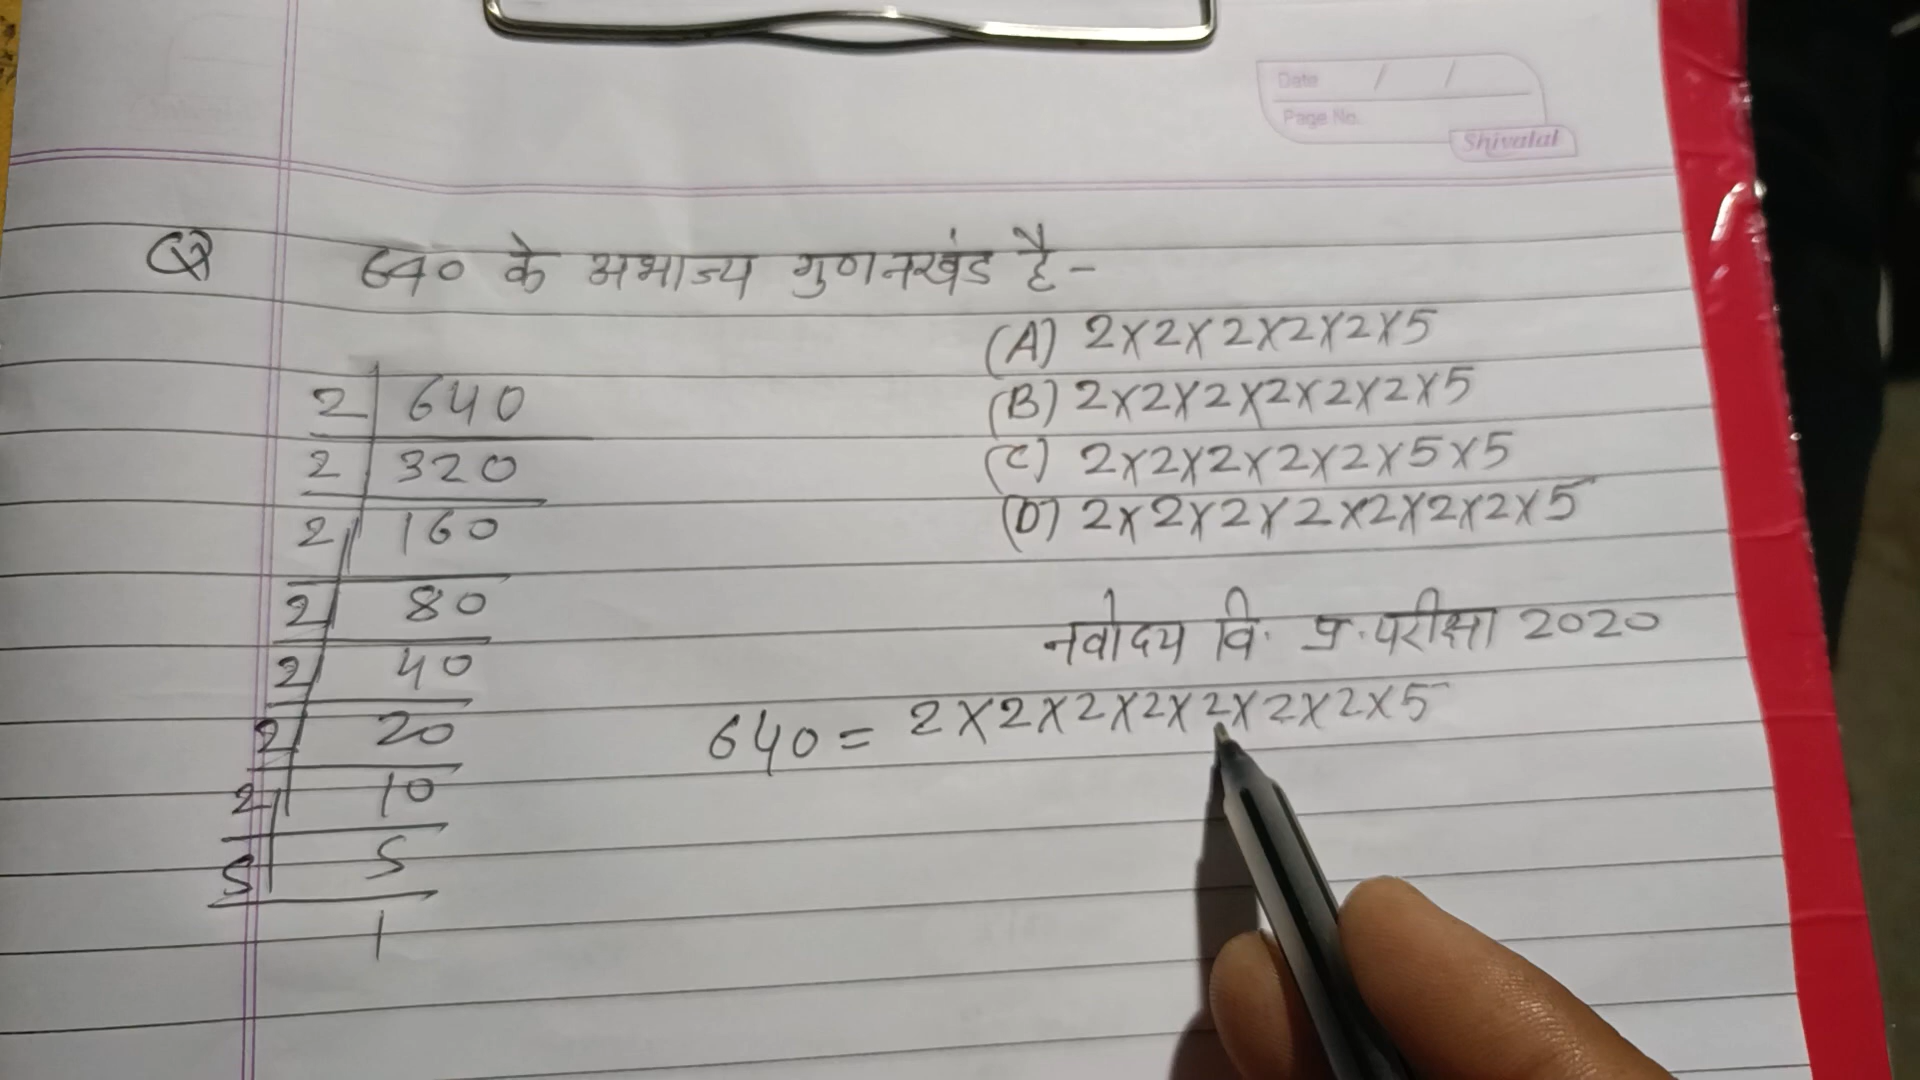 Date / /
Page No.
Shivalal
Q 640 के अभाज्य गुणनखंड है -
(A) 2×2×2×2×2×5
(B) 2×2×2×2×2×2×5
(C) 2×2×2×2×2×5×5
(D) 2×2×2×2×2×2×2×5
नवोदय वि. प्र. परीक्षा 2020
2 640
2 320
2 160
2 80
2 40
2 20
2 10
5 5
1
640 = 2×2×2×2×2×2×2×5